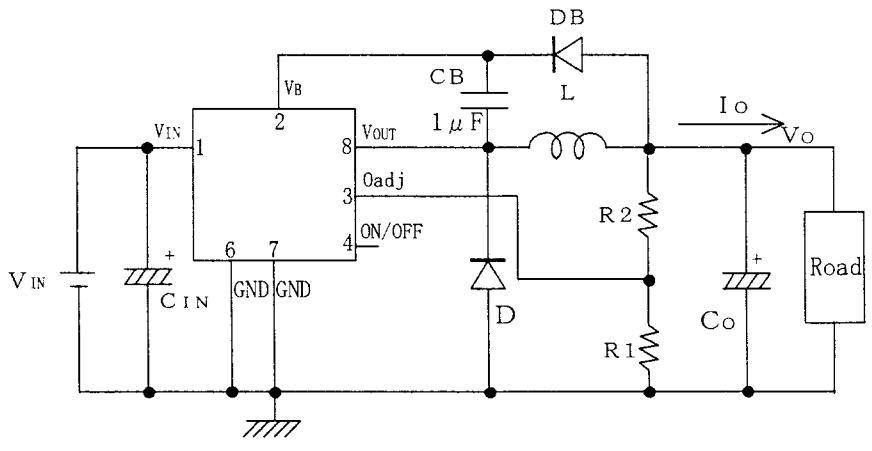 DB
VB
CB
L
1μF
IO
VIN
2
VOUT
VO
1
8
Oadj
3
R2
ON/OFF
4
6
7
VIN
CIN
GND
GND
D
CO
Road
R1